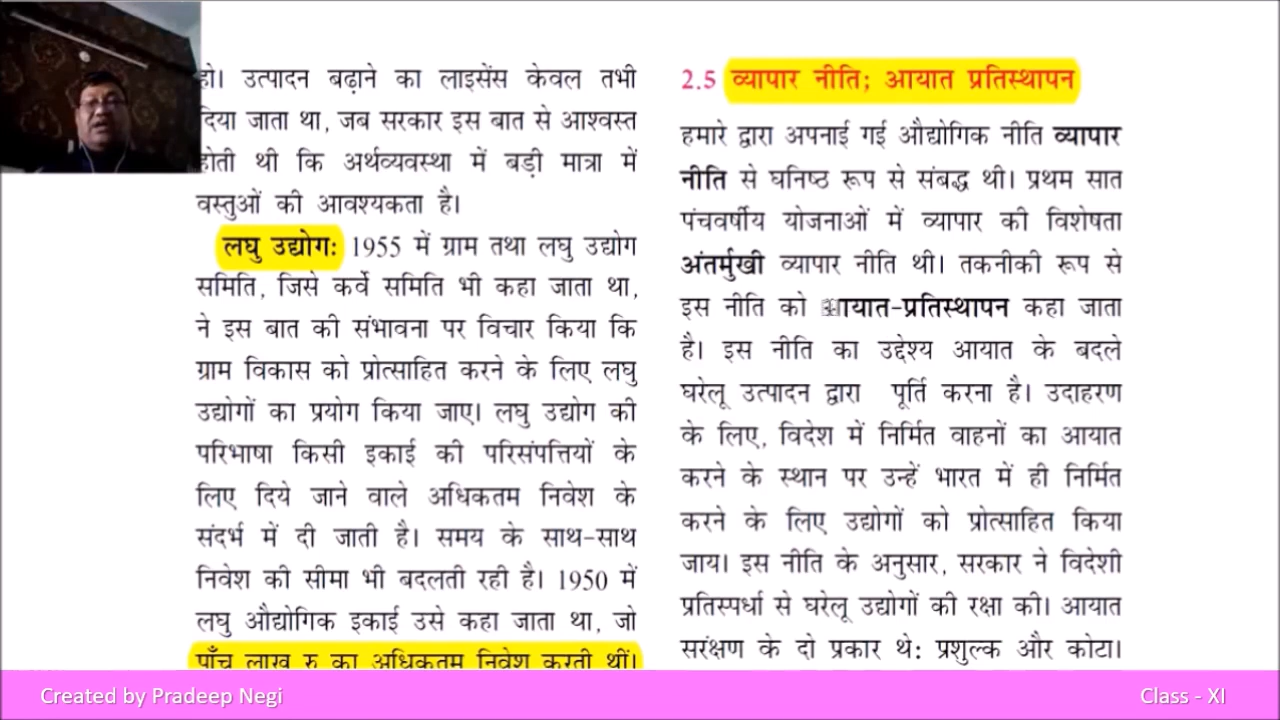 हो। उत्पादन बढ़ाने का लाइसेंस केवल तभी
दिया जाता था, जब सरकार इस बात से आश्वस्त
होती थी कि अर्थव्यवस्था में बड़ी मात्रा में
वस्तुओं की आवश्यकता है।
लघु उद्योग: 1955 में ग्राम तथा लघु उद्योग
समिति, जिसे कर्वे समिति भी कहा जाता था,
ने इस बात की संभावना पर विचार किया कि
ग्राम विकास को प्रोत्साहित करने के लिए लघु
उद्योगों का प्रयोग किया जाए। लघु उद्योग की
परिभाषा किसी इकाई की परिसंपत्तियों के
लिए दिये जाने वाले अधिकतम निवेश के
संदर्भ में दी जाती है। समय के साथ-साथ
निवेश की सीमा भी बदलती रही है। 1950 में
लघु औद्योगिक इकाई उसे कहा जाता था, जो
पाँच लाख रु का अधिकतम निवेश करती थीं।
2.5 व्यापार नीति; आयात प्रतिस्थापन
हमारे द्वारा अपनाई गई औद्योगिक नीति व्यापार
नीति से घनिष्ठ रूप से संबद्ध थी। प्रथम सात
पंचवर्षीय योजनाओं में व्यापार की विशेषता
अंतर्मुखी व्यापार नीति थी। तकनीकी रूप से
इस नीति को आयात-प्रतिस्थापन कहा जाता
है। इस नीति का उद्देश्य आयात के बदले
घरेलू उत्पादन द्वारा पूर्ति करना है। उदाहरण
के लिए, विदेश में निर्मित वाहनों का आयात
करने के स्थान पर उन्हें भारत में ही निर्मित
करने के लिए उद्योगों को प्रोत्साहित किया
जाय। इस नीति के अनुसार, सरकार ने विदेशी
प्रतिस्पर्धा से घरेलू उद्योगों की रक्षा की। आयात
सरंक्षण के दो प्रकार थे: प्रशुल्क और कोटा।
Created by Pradeep Negi
Class - XI